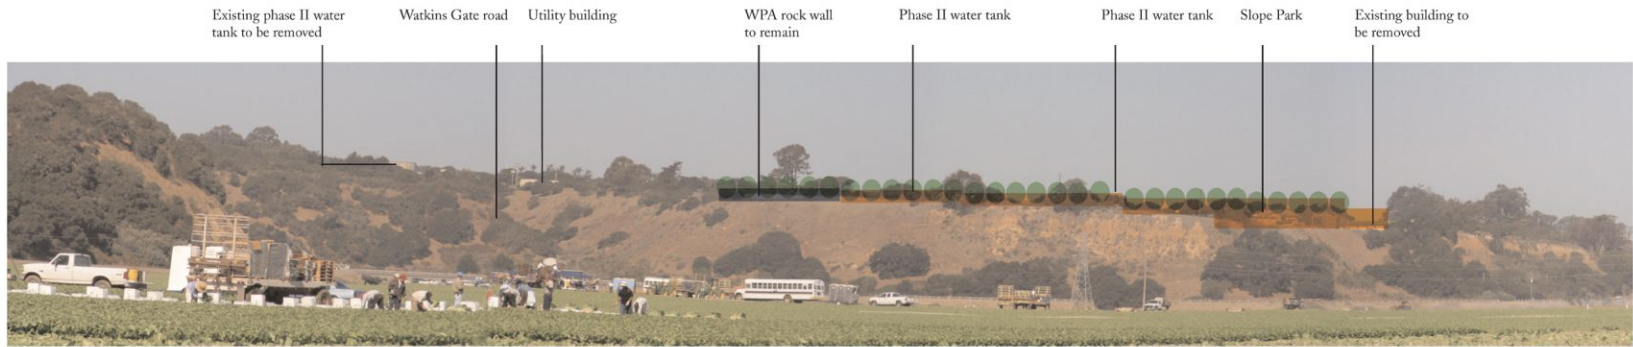 Existing phase II water
tank to be removed
Watkins Gate road
Utility building
WPA rock wall
to remain
Phase II water tank
Phase II water tank
Slope Park
Existing building to
be removed